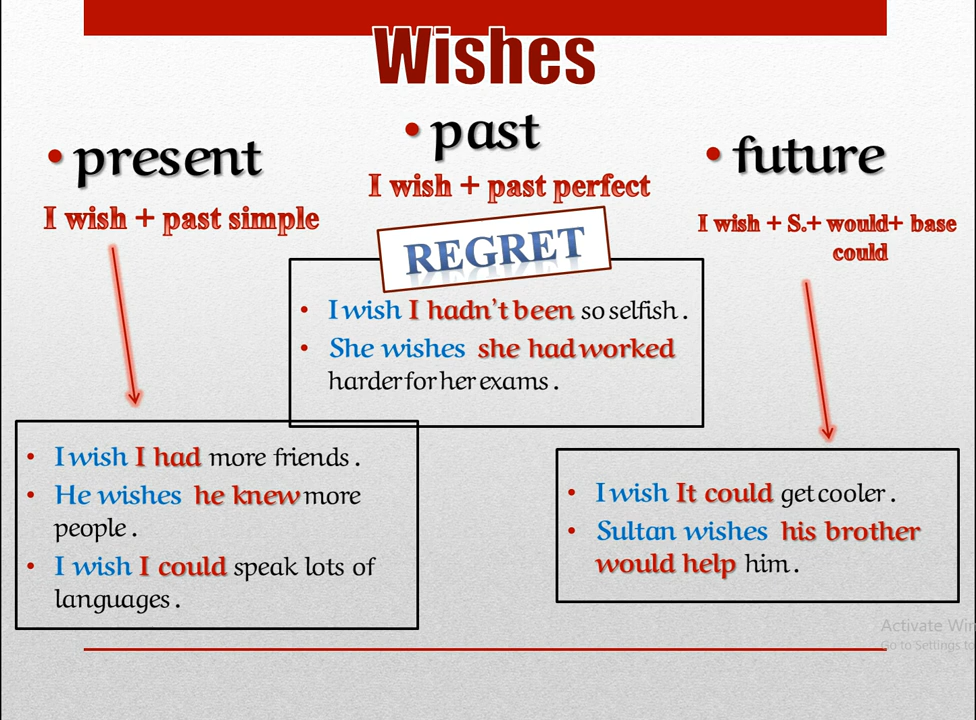 Wishes
• present
I wish + past simple
• past
I wish + past perfect
• future
I wish + S.+ would+ base
could
REGRET
• I wish I hadn't been so selfish.
• She wishes she had worked
harder for her exams.
• I wish I had more friends.
• He wishes he knew more
people.
• I wish I could speak lots of
languages.
• I wish It could get cooler.
• Sultan wishes his brother
would help him.
Activate Win
Go to Settings to